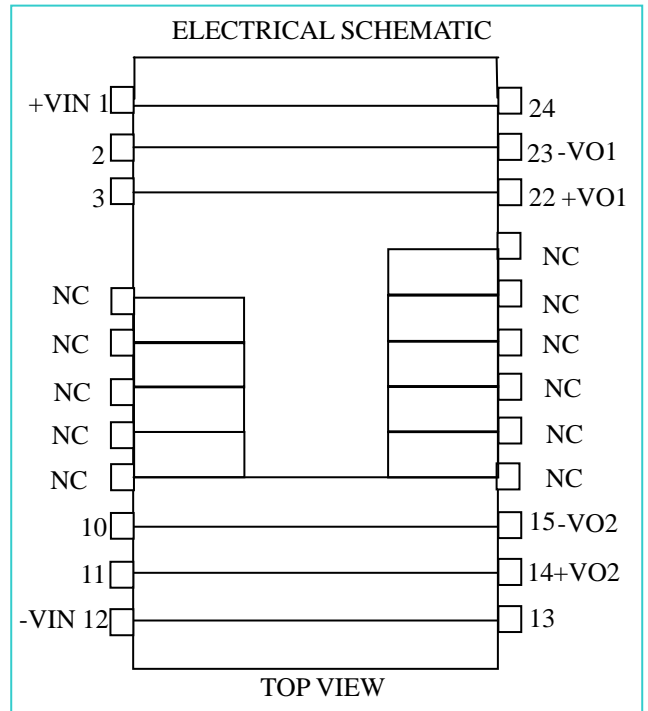 ELECTRICAL SCHEMATIC
+VIN 1
24
2
23 -VO1
3
22 +VO1
NC
NC
NC
NC
NC
NC
NC
NC
NC
NC
NC
10
15-VO2
11
14+VO2
-VIN 12
13
TOP VIEW